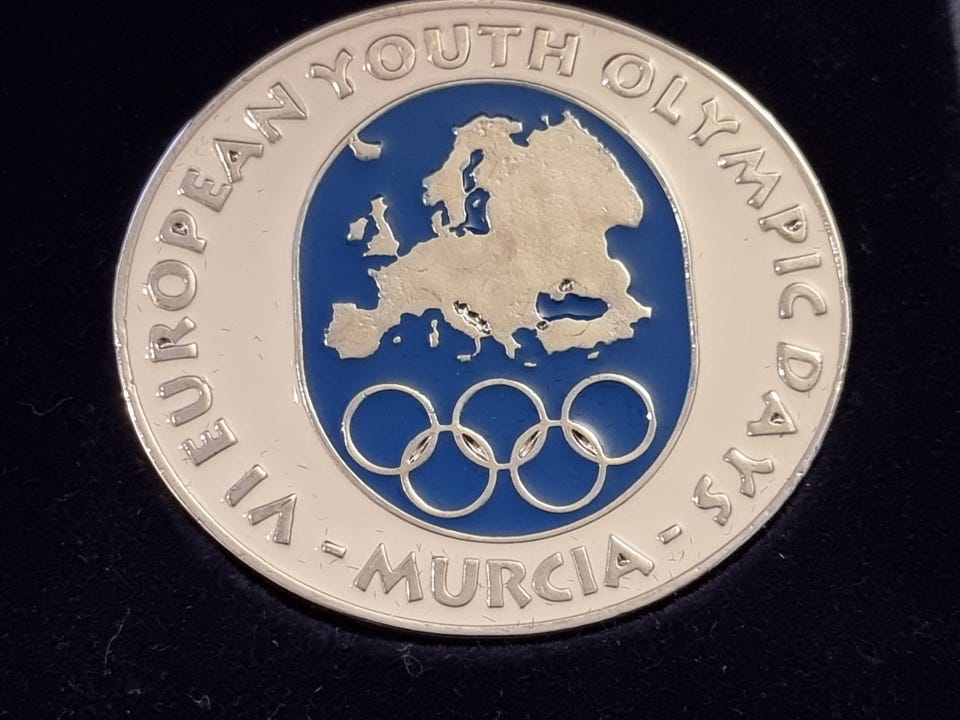 VI EUROPEAN YOUTH OLYMPIC DAYS
- MURCIA -